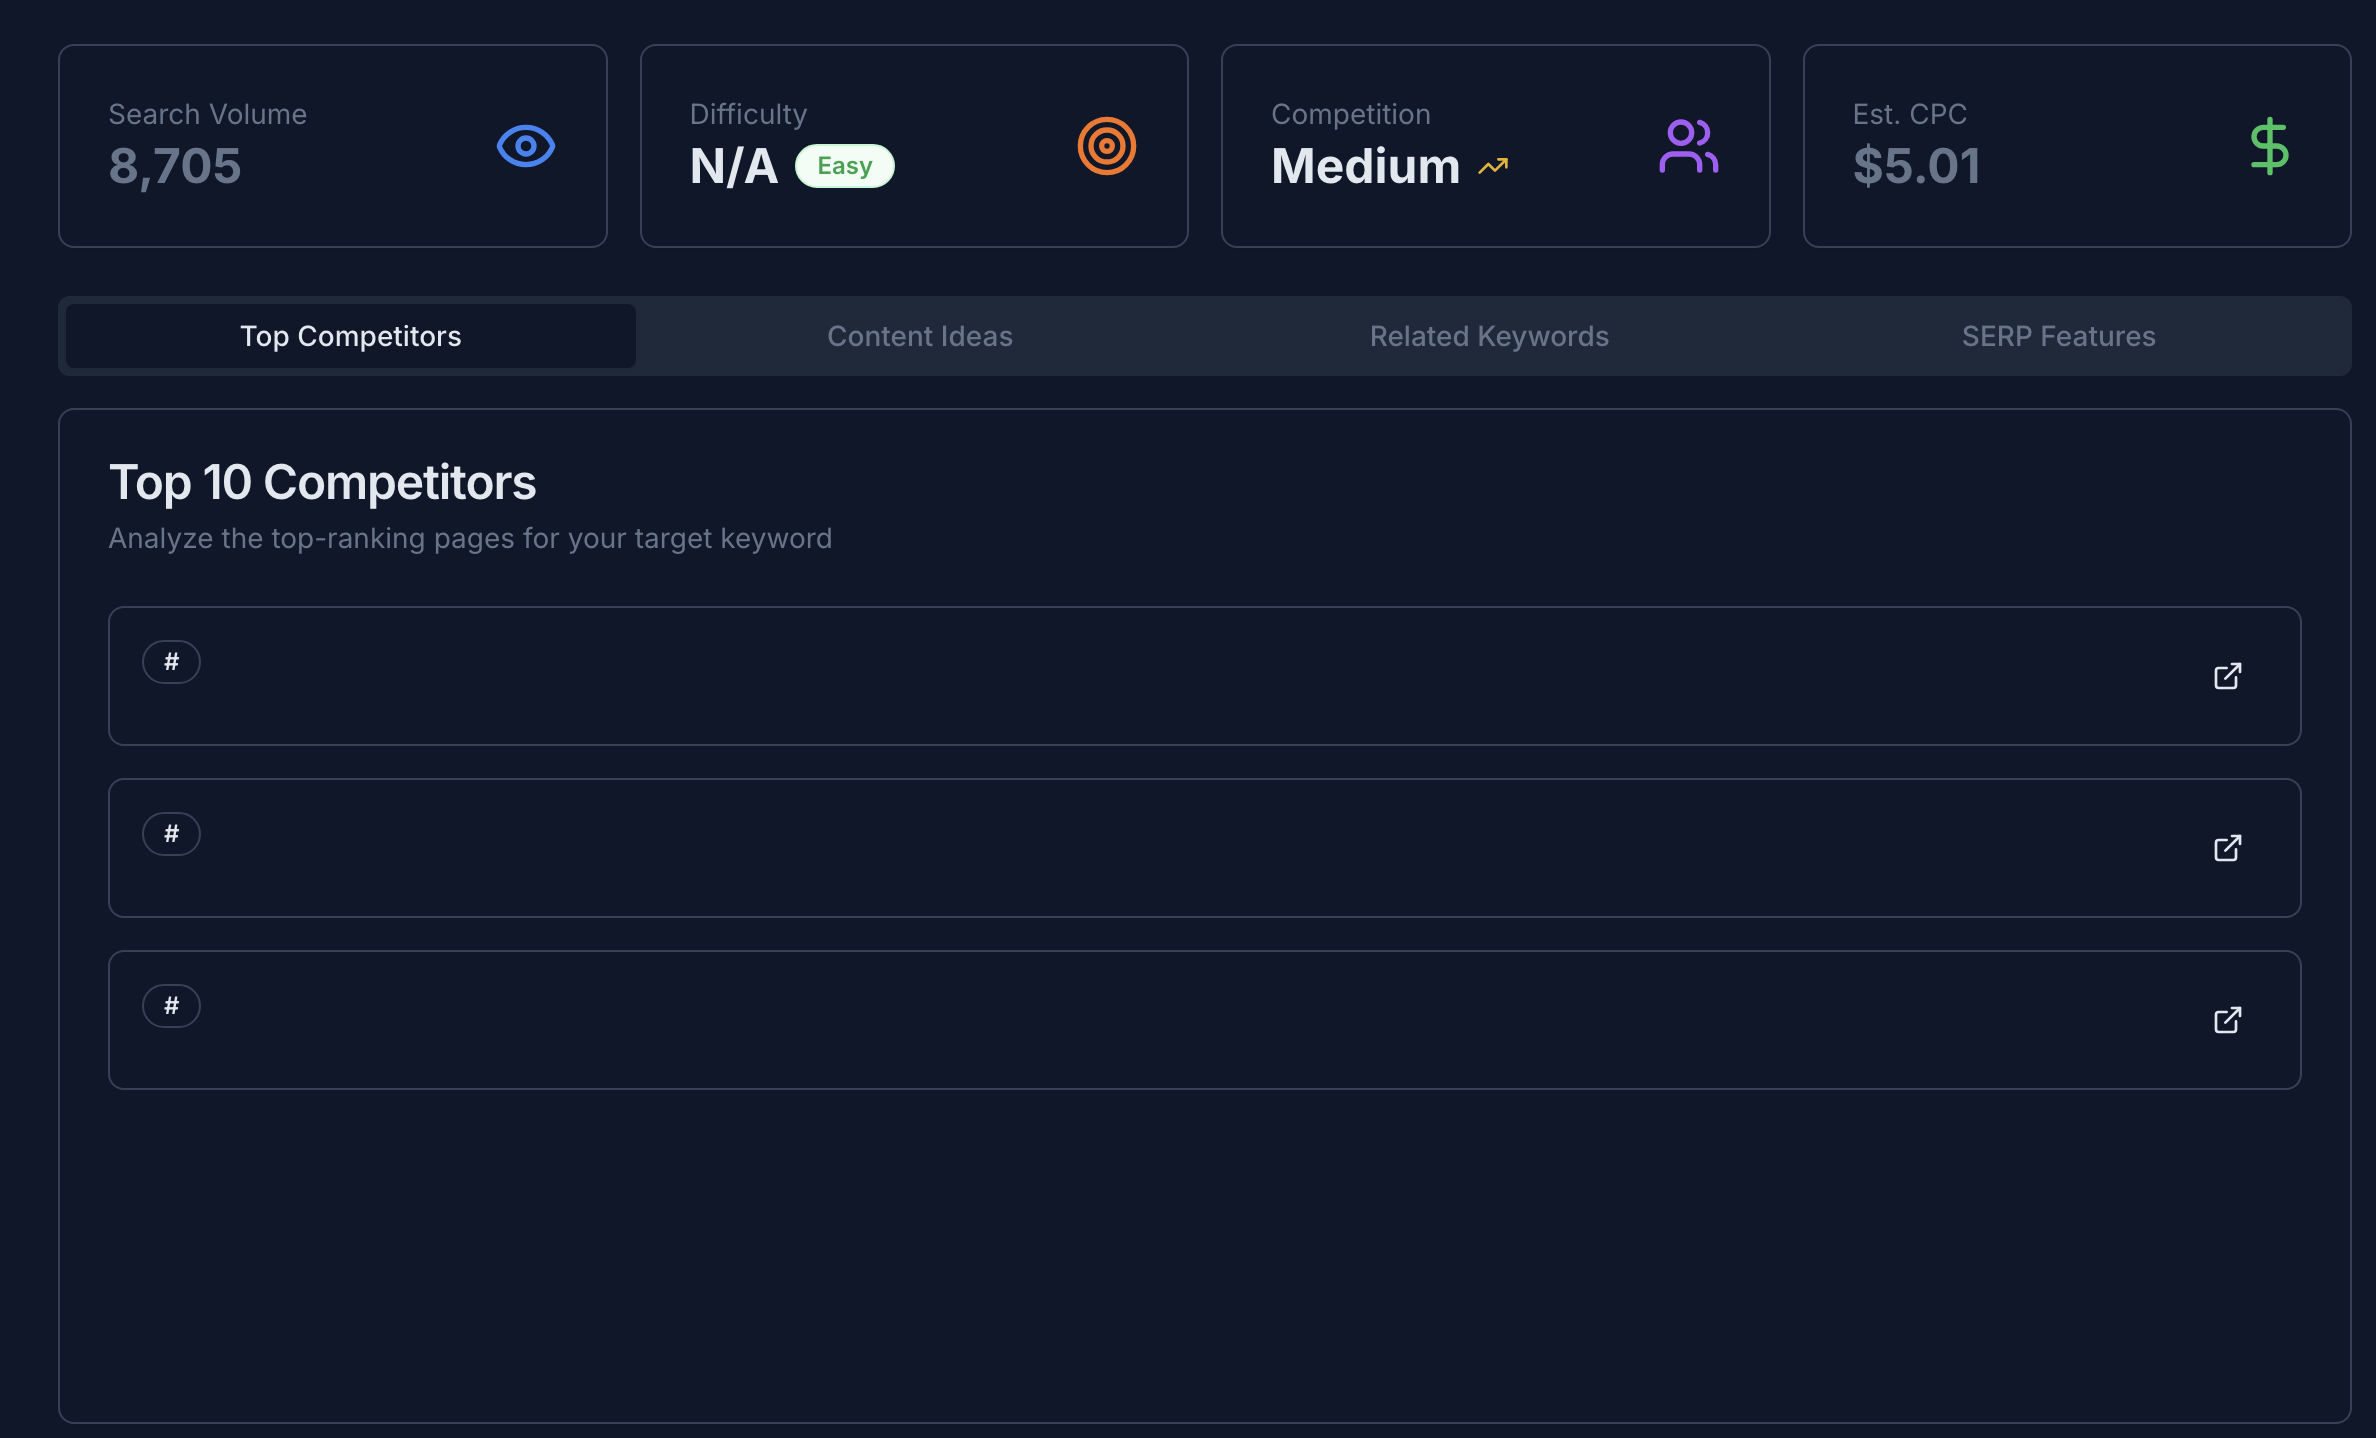 Search Volume
8,705
Difficulty
N/A Easy
Competition
Medium
Est. CPC
$5.01
Top Competitors
Content Ideas
Related Keywords
SERP Features
Top 10 Competitors
Analyze the top-ranking pages for your target keyword
#
#
#